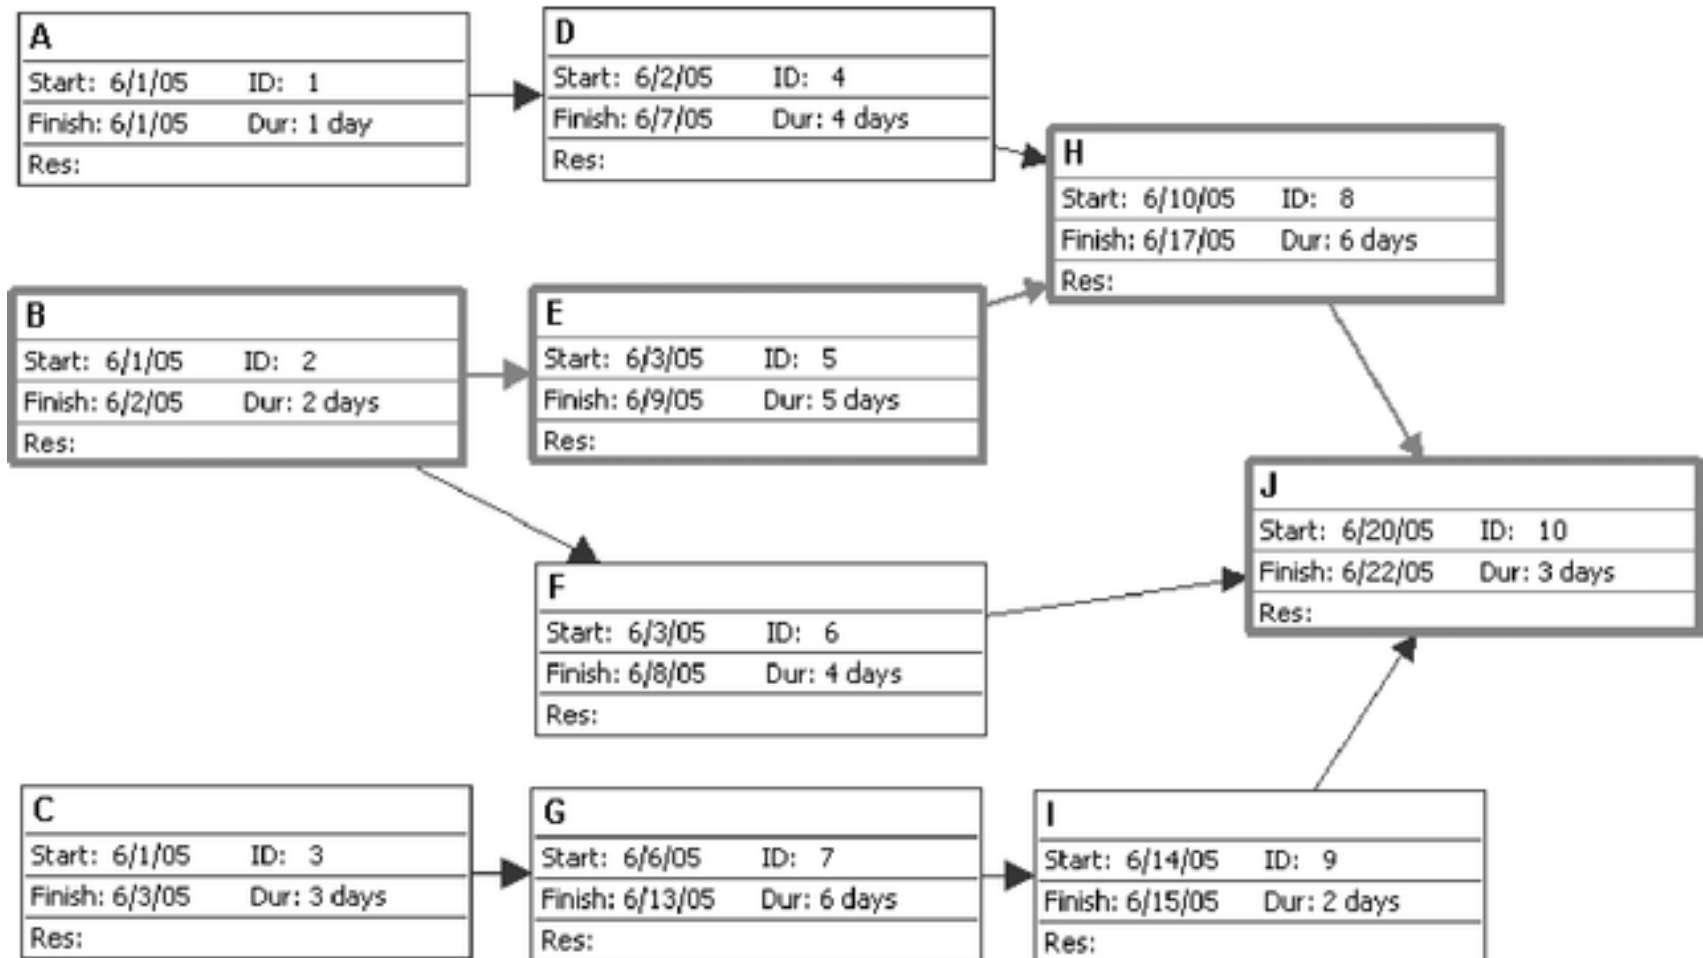 A
Start: 6/1/05 ID: 1
Finish: 6/1/05 Dur: 1 day
Res:
D
Start: 6/2/05 ID: 4
Finish: 6/7/05 Dur: 4 days
Res:
H
Start: 6/10/05 ID: 8
Finish: 6/17/05 Dur: 6 days
Res:
B
Start: 6/1/05 ID: 2
Finish: 6/2/05 Dur: 2 days
Res:
E
Start: 6/3/05 ID: 5
Finish: 6/9/05 Dur: 5 days
Res:
J
Start: 6/20/05 ID: 10
Finish: 6/22/05 Dur: 3 days
Res:
F
Start: 6/3/05 ID: 6
Finish: 6/8/05 Dur: 4 days
Res:
C
Start: 6/1/05 ID: 3
Finish: 6/3/05 Dur: 3 days
Res:
G
Start: 6/6/05 ID: 7
Finish: 6/13/05 Dur: 6 days
Res:
I
Start: 6/14/05 ID: 9
Finish: 6/15/05 Dur: 2 days
Res: